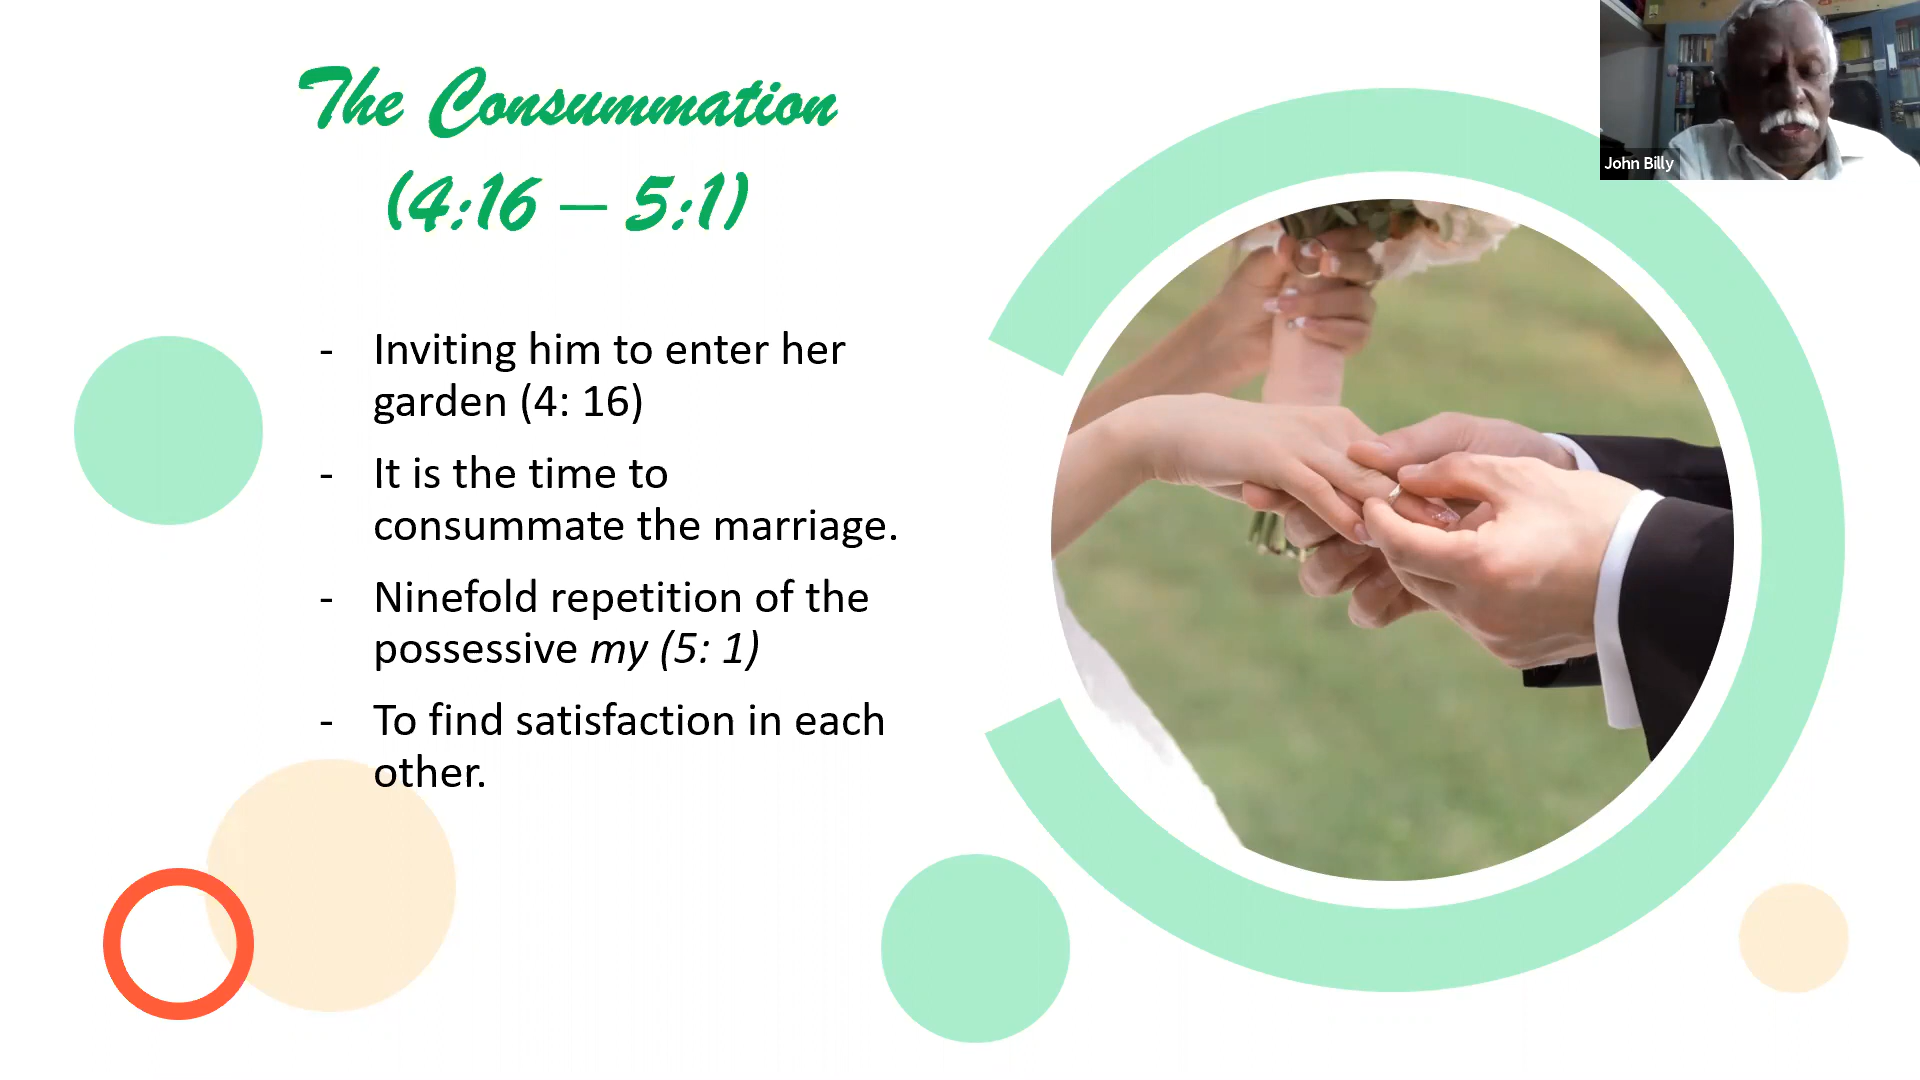 The Consummation
(4:16 – 5:1)
- Inviting him to enter her
garden (4: 16)
- It is the time to
consummate the marriage.
- Ninefold repetition of the
possessive my (5: 1)
- To find satisfaction in each
other.
John Billy